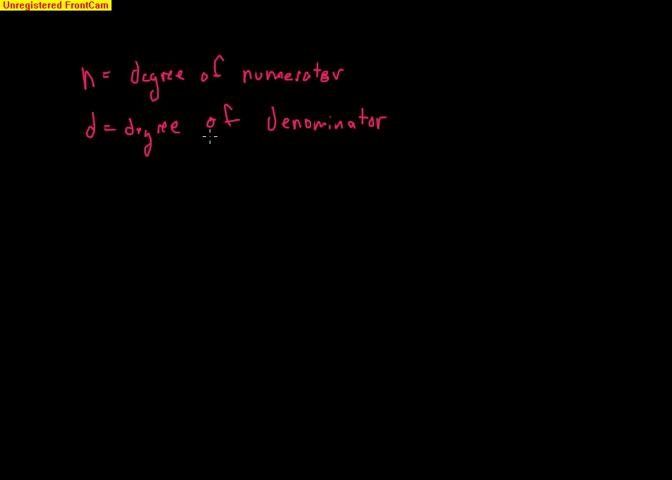 Unregistered FrontCam
n = degree of numerator
d = degree of denominator